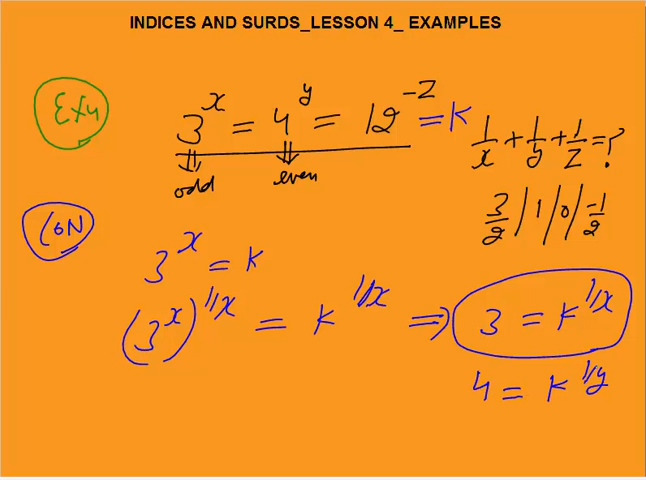 INDICES AND SURDS_LESSON 4_ EXAMPLES
Ex4
3^x = 4^y = 12^-z = K
1/x + 1/y + 1/z = ?
odd even
3/2 / 1 / 0 / -1/2
3^x = K
(3^x)^1/x = K^1/x ⇒ 3 = K^1/x
4 = K^1/y